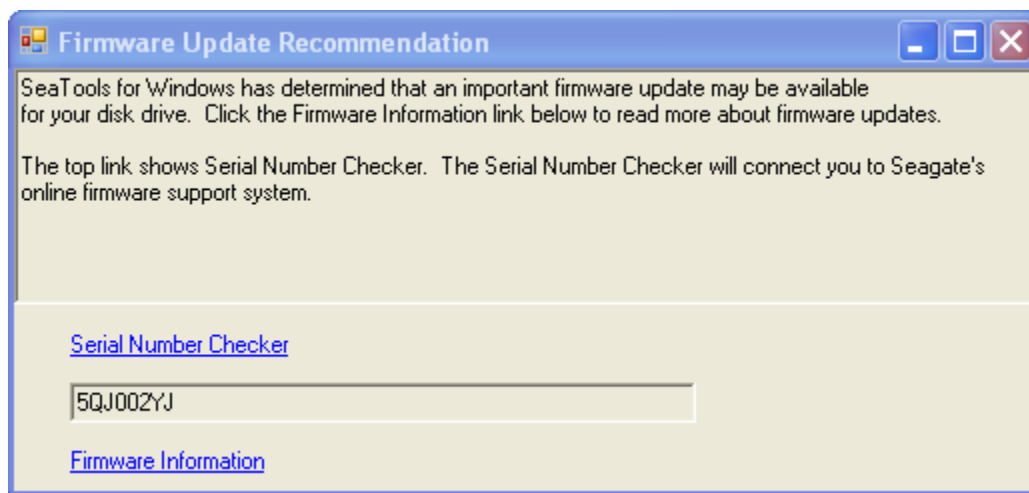 Firmware Update Recommendation
SeaTools for Windows has determined that an important firmware update may be available
for your disk drive.  Click the Firmware Information link below to read more about firmware updates.
The top link shows Serial Number Checker.  The Serial Number Checker will connect you to Seagate's
online firmware support system.
Serial Number Checker
5QJ002YJ
Firmware Information